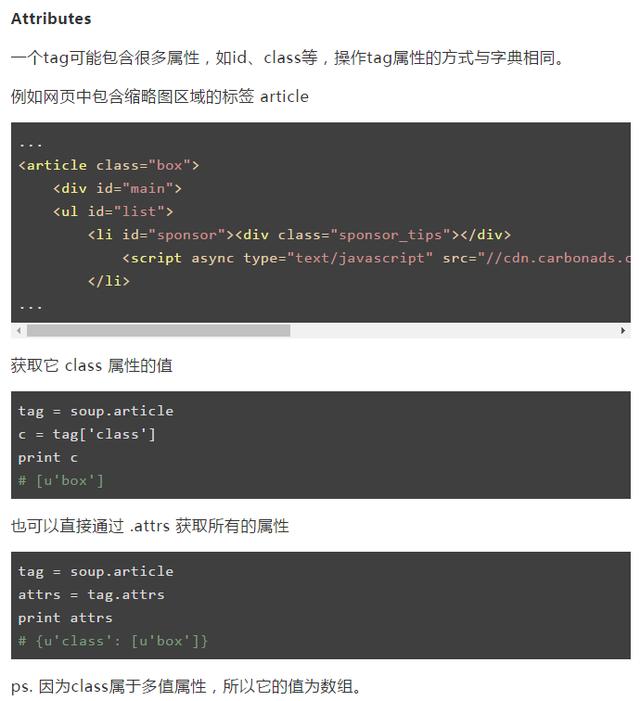 Attributes
一个tag可能包含很多属性，如id、class等，操作tag属性的方式与字典相同。
例如网页中包含缩略图区域的标签 article
...
<article class="box">
    <div id="main">
    <ul id="list">
        <li id="sponsor"><div class="sponsor_tips"></div>
            <script async type="text/javascript" src="//cdn.carbonads.c
        </li>
...
获取它 class 属性的值
tag = soup.article
c = tag['class']
print c
# [u'box']
也可以直接通过 .attrs 获取所有的属性
tag = soup.article
attrs = tag.attrs
print attrs
# {u'class': [u'box']}
ps. 因为class属于多值属性，所以它的值为数组。